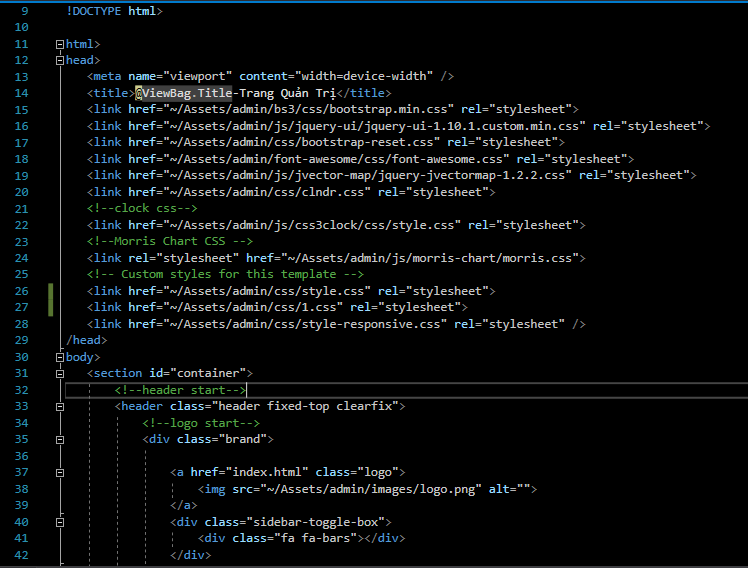 9 !DOCTYPE html>
10
11 html>
12 head>
13 <meta name="viewport" content="width=device-width" />
14 <title>@ViewBag.Title-Trang Quản Trị</title>
15 <link href="~/Assets/admin/bs3/css/bootstrap.min.css" rel="stylesheet">
16 <link href="~/Assets/admin/js/jquery-ui/jquery-ui-1.10.1.custom.min.css" rel="stylesheet">
17 <link href="~/Assets/admin/css/bootstrap-reset.css" rel="stylesheet">
18 <link href="~/Assets/admin/font-awesome/css/font-awesome.css" rel="stylesheet">
19 <link href="~/Assets/admin/js/jvector-map/jquery-jvectormap-1.2.2.css" rel="stylesheet">
20 <link href="~/Assets/admin/css/clndr.css" rel="stylesheet">
21 <!--clock css-->
22 <link href="~/Assets/admin/js/css3clock/css/style.css" rel="stylesheet">
23 <!--Morris Chart CSS -->
24 <link rel="stylesheet" href="~/Assets/admin/js/morris-chart/morris.css">
25 <!-- Custom styles for this template -->
26 <link href="~/Assets/admin/css/style.css" rel="stylesheet">
27 <link href="~/Assets/admin/css/1.css" rel="stylesheet">
28 <link href="~/Assets/admin/css/style-responsive.css" rel="stylesheet" />
29 /head>
30 body>
31 <section id="container">
32 <!--header start-->
33 <header class="header fixed-top clearfix">
34 <!--logo start-->
35 <div class="brand">
36
37 <a href="index.html" class="logo">
38 <img src="~/Assets/admin/images/logo.png" alt="">
39 </a>
40 <div class="sidebar-toggle-box">
41 <div class="fa fa-bars"></div>
42 </div>